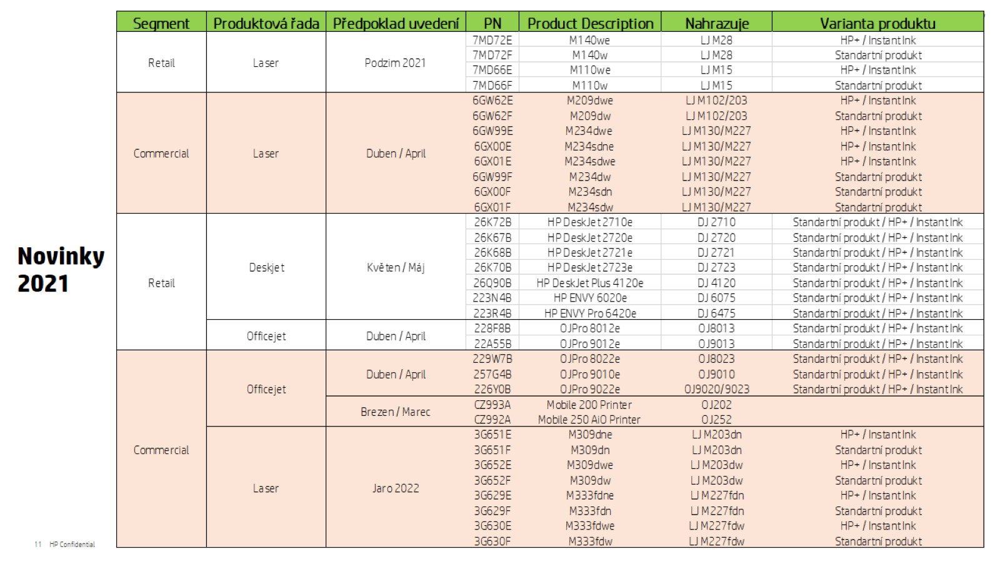 Novinky
2021
Segment Produktová řada Předpoklad uvedení PN Product Description Nahrazuje Varianta produktu
Retail Laser Podzim 2021
7MD72E M140we LJ M28 HP+ / Instant Ink
7MD72F M140w LJ M28 Standartní produkt
7MD66E M110we LJ M15 HP+ / Instant Ink
7MD66F M110w LJ M15 Standartní produkt
Commercial Laser Duben / April
6GW62E M209dwe LJ M102/203 HP+ / Instant Ink
6GW62F M209dw LJ M102/203 Standartní produkt
6GW99E M234dwe LJ M130/M227 HP+ / Instant Ink
6GX00E M234sdne LJ M130/M227 HP+ / Instant Ink
6GX01E M234sdwe LJ M130/M227 HP+ / Instant Ink
6GW99F M234dw LJ M130/M227 Standartní produkt
6GX00F M234sdn LJ M130/M227 Standartní produkt
6GX01F M234sdw LJ M130/M227 Standartní produkt
Retail Deskjet Květen / Máj
26K72B HP DeskJet 2710e DJ 2710 Standartní produkt / HP+ / Instant Ink
26K67B HP DeskJet 2720e DJ 2720 Standartní produkt / HP+ / Instant Ink
26K68B HP DeskJet 2721e DJ 2721 Standartní produkt / HP+ / Instant Ink
26K70B HP DeskJet 2723e DJ 2723 Standartní produkt / HP+ / Instant Ink
26Q90B HP DeskJet Plus 4120e DJ 4120 Standartní produkt / HP+ / Instant Ink
223N4B HP ENVY 6020e DJ 6075 Standartní produkt / HP+ / Instant Ink
223R4B HP ENVY Pro 6420e DJ 6475 Standartní produkt / HP+ / Instant Ink
Officejet Duben / April
228F8B OJPro 8012e OJ8013 Standartní produkt / HP+ / Instant Ink
22A55B OJPro 9012e OJ9013 Standartní produkt / HP+ / Instant Ink
Commercial Officejet Duben / April
229W7B OJPro 8022e OJ8023 Standartní produkt / HP+ / Instant Ink
257G4B OJPro 9010e OJ9010 Standartní produkt / HP+ / Instant Ink
226Y0B OJPro 9022e OJ9020/9023 Standartní produkt / HP+ / Instant Ink
Brezen / Marec
CZ993A Mobile 200 Printer OJ202
CZ992A Mobile 250 AiO Printer OJ252
Laser Jaro 2022
3G651E M309dne LJ M203dn HP+ / Instant Ink
3G651F M309dn LJ M203dn Standartní produkt
3G652E M309dwe LJ M203dw HP+ / Instant Ink
3G652F M309dw LJ M203dw Standartní produkt
3G629E M333fdne LJ M227fdn HP+ / Instant Ink
3G629F M333fdn LJ M227fdn Standartní produkt
3G630E M333fdwe LJ M227fdw HP+ / Instant Ink
3G630F M333fdw LJ M227fdw Standartní produkt
11 HP Confidential